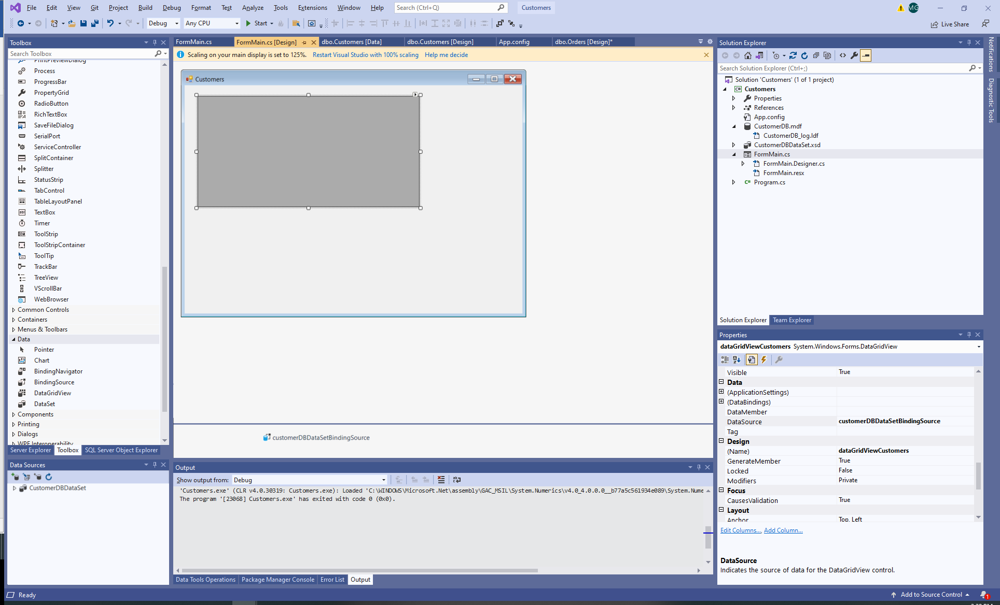 File Edit View Git Project Build Debug Format Test Analyze Tools Extensions Window Help Search (Ctrl+Q) Customers MG
Debug Any CPU Start Live Share
Toolbox
Search Toolbox
PrintPreviewDialog
Process
ProgressBar
PropertyGrid
RadioButton
RichTextBox
SaveFileDialog
SerialPort
ServiceController
SplitContainer
Splitter
StatusStrip
TabControl
TableLayoutPanel
TextBox
Timer
ToolStrip
ToolStripContainer
ToolTip
TrackBar
TreeView
VScrollBar
WebBrowser
Common Controls
Containers
Menus & Toolbars
Data
Pointer
Chart
BindingNavigator
BindingSource
DataGridView
DataSet
Components
Printing
Dialogs
WPF Interoperability
Server Explorer Toolbox SQL Server Object Explorer
Data Sources
CustomerDBDataSet
FormMain.cs FormMain.cs [Design] dbo.Customers [Data] dbo.Customers [Design] App.config dbo.Orders [Design]*
Scaling on your main display is set to 125%. Restart Visual Studio with 100% scaling Help me decide
Customers
customerDBDataSetBindingSource
Output
Show output from: Debug
'Customers.exe' (CLR v4.0.30319: Customers.exe): Loaded 'C:\WINDOWS\Microsoft.Net\assembly\GAC_MSIL\System.Numerics\v4.0_4.0.0.0__b77a5c561934e089\System.Nume
The program '[23068] Customers.exe' has exited with code 0 (0x0).
Data Tools Operations Package Manager Console Error List Output
Solution Explorer
Search Solution Explorer (Ctrl+;)
Solution 'Customers' (1 of 1 project)
C# Customers
Properties
References
App.config
CustomerDB.mdf
CustomerDB_log.ldf
CustomerDBDataSet.xsd
FormMain.cs
FormMain.Designer.cs
FormMain.resx
C# Program.cs
Solution Explorer Team Explorer
Properties
dataGridViewCustomers System.Windows.Forms.DataGridView
Visible True
Data
(ApplicationSettings)
(DataBindings)
DataMember
DataSource customerDBDataSetBindingSource
Tag
Design
(Name) dataGridViewCustomers
GenerateMember True
Locked False
Modifiers Private
Focus
CausesValidation True
Layout
Anchor Top, Left
Edit Columns..., Add Column...
DataSource
Indicates the source of data for the DataGridView control.
Notifications
Diagnostic Tools
Ready Add to Source Control 1